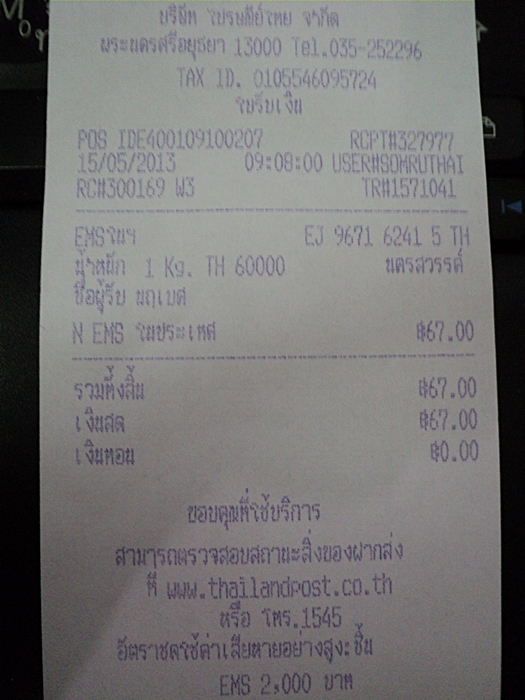 บริษัท ไปรษณีย์ไทย จำกัด
พระนครศรีอยุธยา 13000 Tel.035-252296
TAX ID. 0105546095724
ใบรับเงิน
POS IDE400109100207 RCPT#327977
15/05/2013 09:08:00 USER#SOMRUTHAI
RC#300169 W3 TR#1571041
EMSในฯ EJ 9671 6241 5 TH
น้ำหนัก 1 Kg. TH 60000 นครสวรรค์
ชื่อผู้รับ นฤเบศ
N EMS ในประเทศ ฿67.00
รวมทั้งสิ้น ฿67.00
เงินสด ฿67.00
เงินทอน ฿0.00
ขอบคุณที่ใช้บริการ
สามารถตรวจสอบสถานะสิ่งของฝากส่ง
ที่ www.thailandpost.co.th
หรือ โทร.1545
อัตราชดใช้ค่าเสียหายอย่างสูงะชิ้น
EMS 2,000 บาท